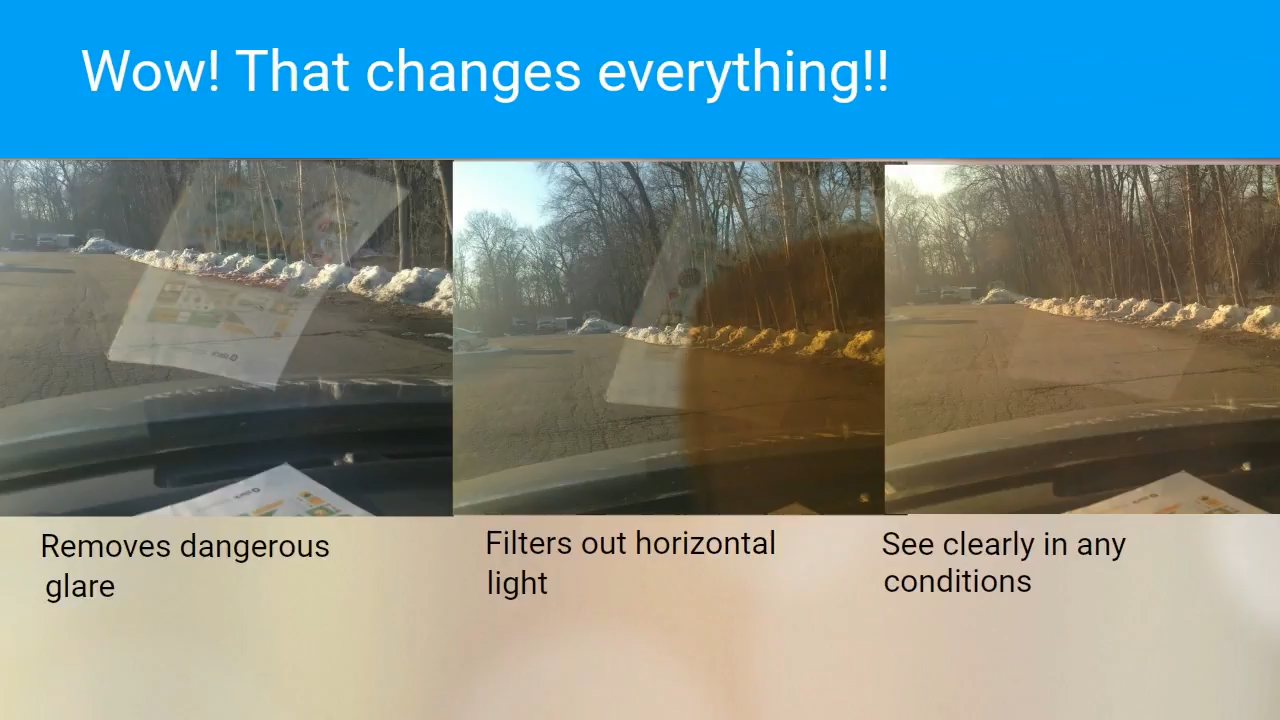 Wow! That changes everything!!
Removes dangerous
glare
Filters out horizontal
light
See clearly in any
conditions